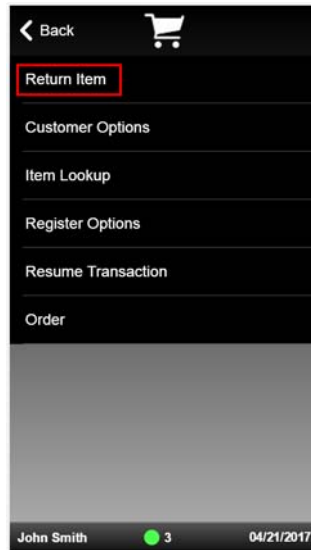 Back
Return Item
Customer Options
Item Lookup
Register Options
Resume Transaction
Order
John Smith 3 04/21/2017